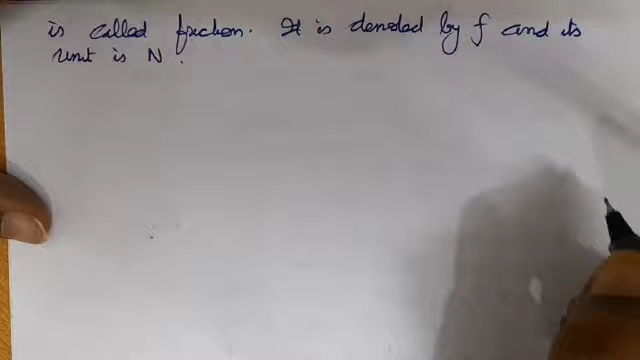 is called friction. It is denoted by f and its
unit is N.